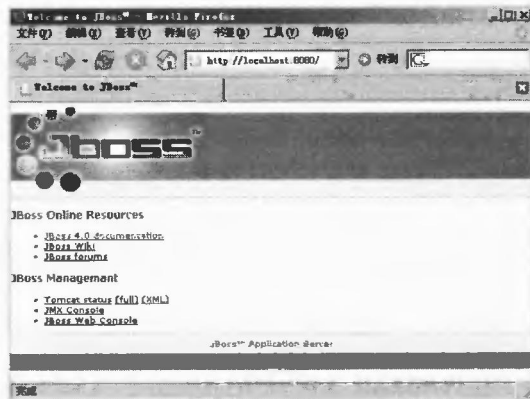 Welcome to JBoss™ - Mozilla Firefox
文件(F) 编辑(E) 查看(V) 转到(G) 书签(B) 工具(T) 帮助(H)
http://localhost:8080/ 转到
Welcome to JBoss™
Jboss™
JBoss Online Resources
JBoss 4.0 documentation
JBoss Wiki
JBoss forums
JBoss Management
Tomcat status (full) (XML)
JMX Console
JBoss Web Console
JBoss™ Application Server
完成